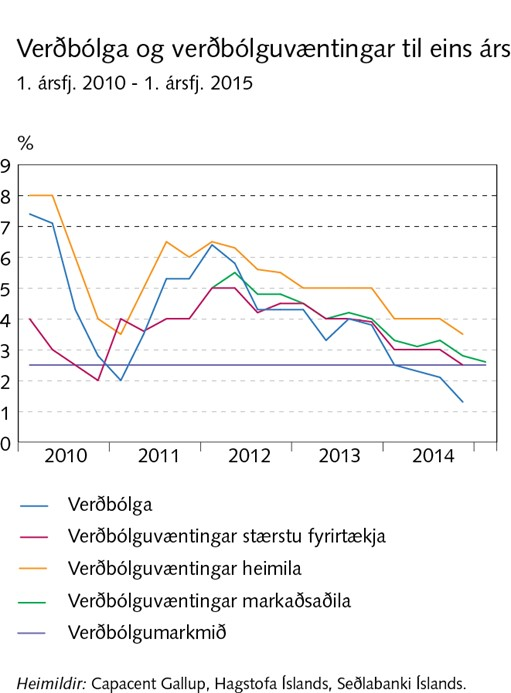 Verðbólga og verðbólguvæntingar til eins árs
1. ársfj. 2010 - 1. ársfj. 2015
%
9
8
7
6
5
4
3
2
1
0
2010 2011 2012 2013 2014
Verðbólga
Verðbólguvæntingar stærstu fyrirtækja
Verðbólguvæntingar heimila
Verðbólguvæntingar markaðsaðila
Verðbólgumarkmið
Heimildir: Capacent Gallup, Hagstofa Íslands, Seðlabanki Íslands.